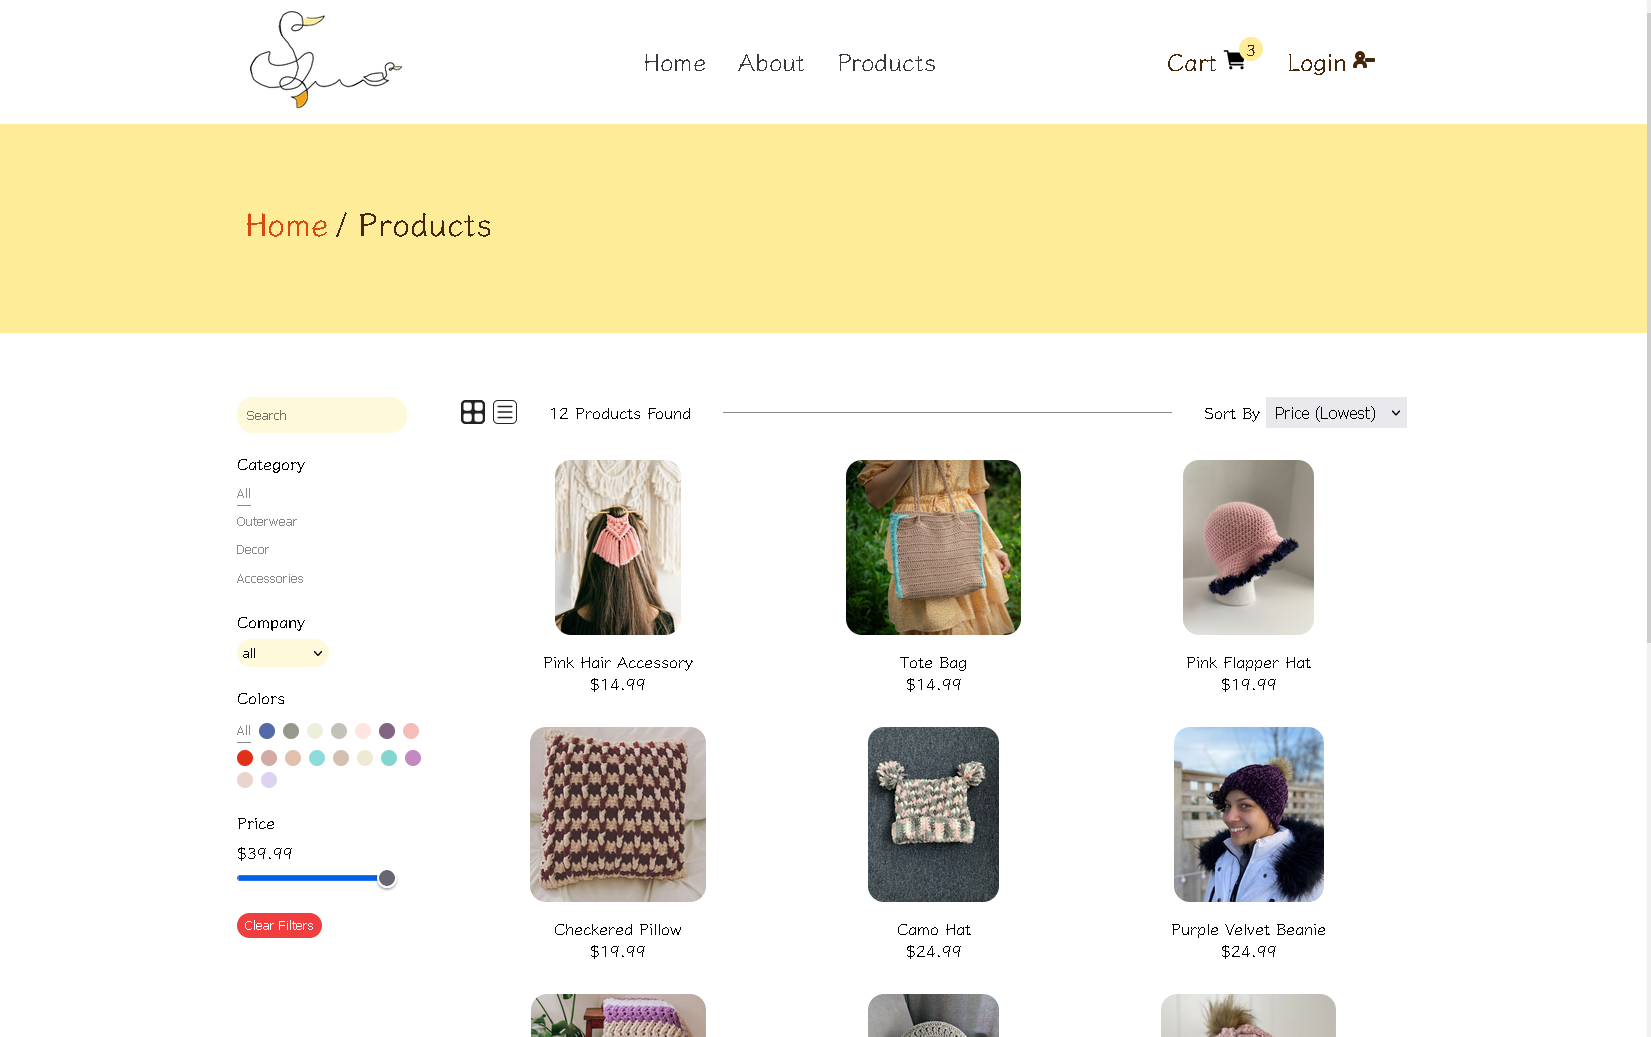 Home About Products
Cart 3 Login
Home / Products
Search
12 Products Found
Sort By Price (Lowest)
Category
All
Outerwear
Decor
Accessories
Company
all
Colors
All
Price
$39.99
Clear Filters
Pink Hair Accessory
$14.99
Tote Bag
$14.99
Pink Flapper Hat
$19.99
Checkered Pillow
$19.99
Camo Hat
$24.99
Purple Velvet Beanie
$24.99